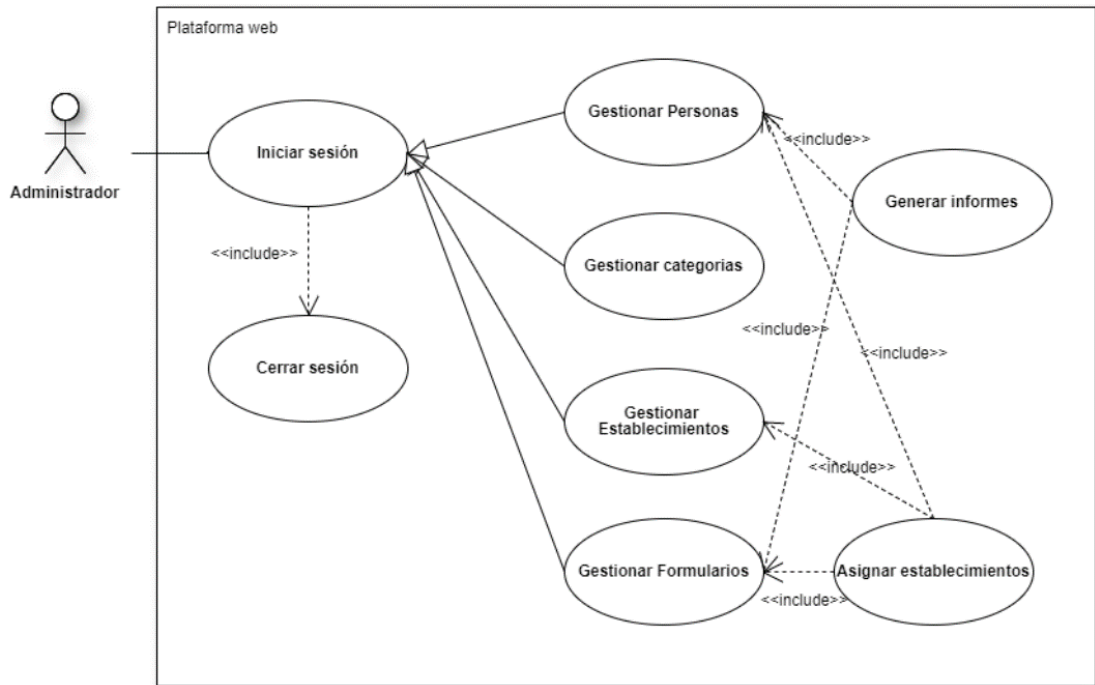 Plataforma web
Gestionar Personas
<<include>>
Iniciar sesión
Administrador
Generar informes
<<include>>
Gestionar categorias
<<include>>
<<include>>
Cerrar sesión
Gestionar
Establecimientos
<<include>>
Gestionar Formularios
Asignar establecimientos
<<include>>